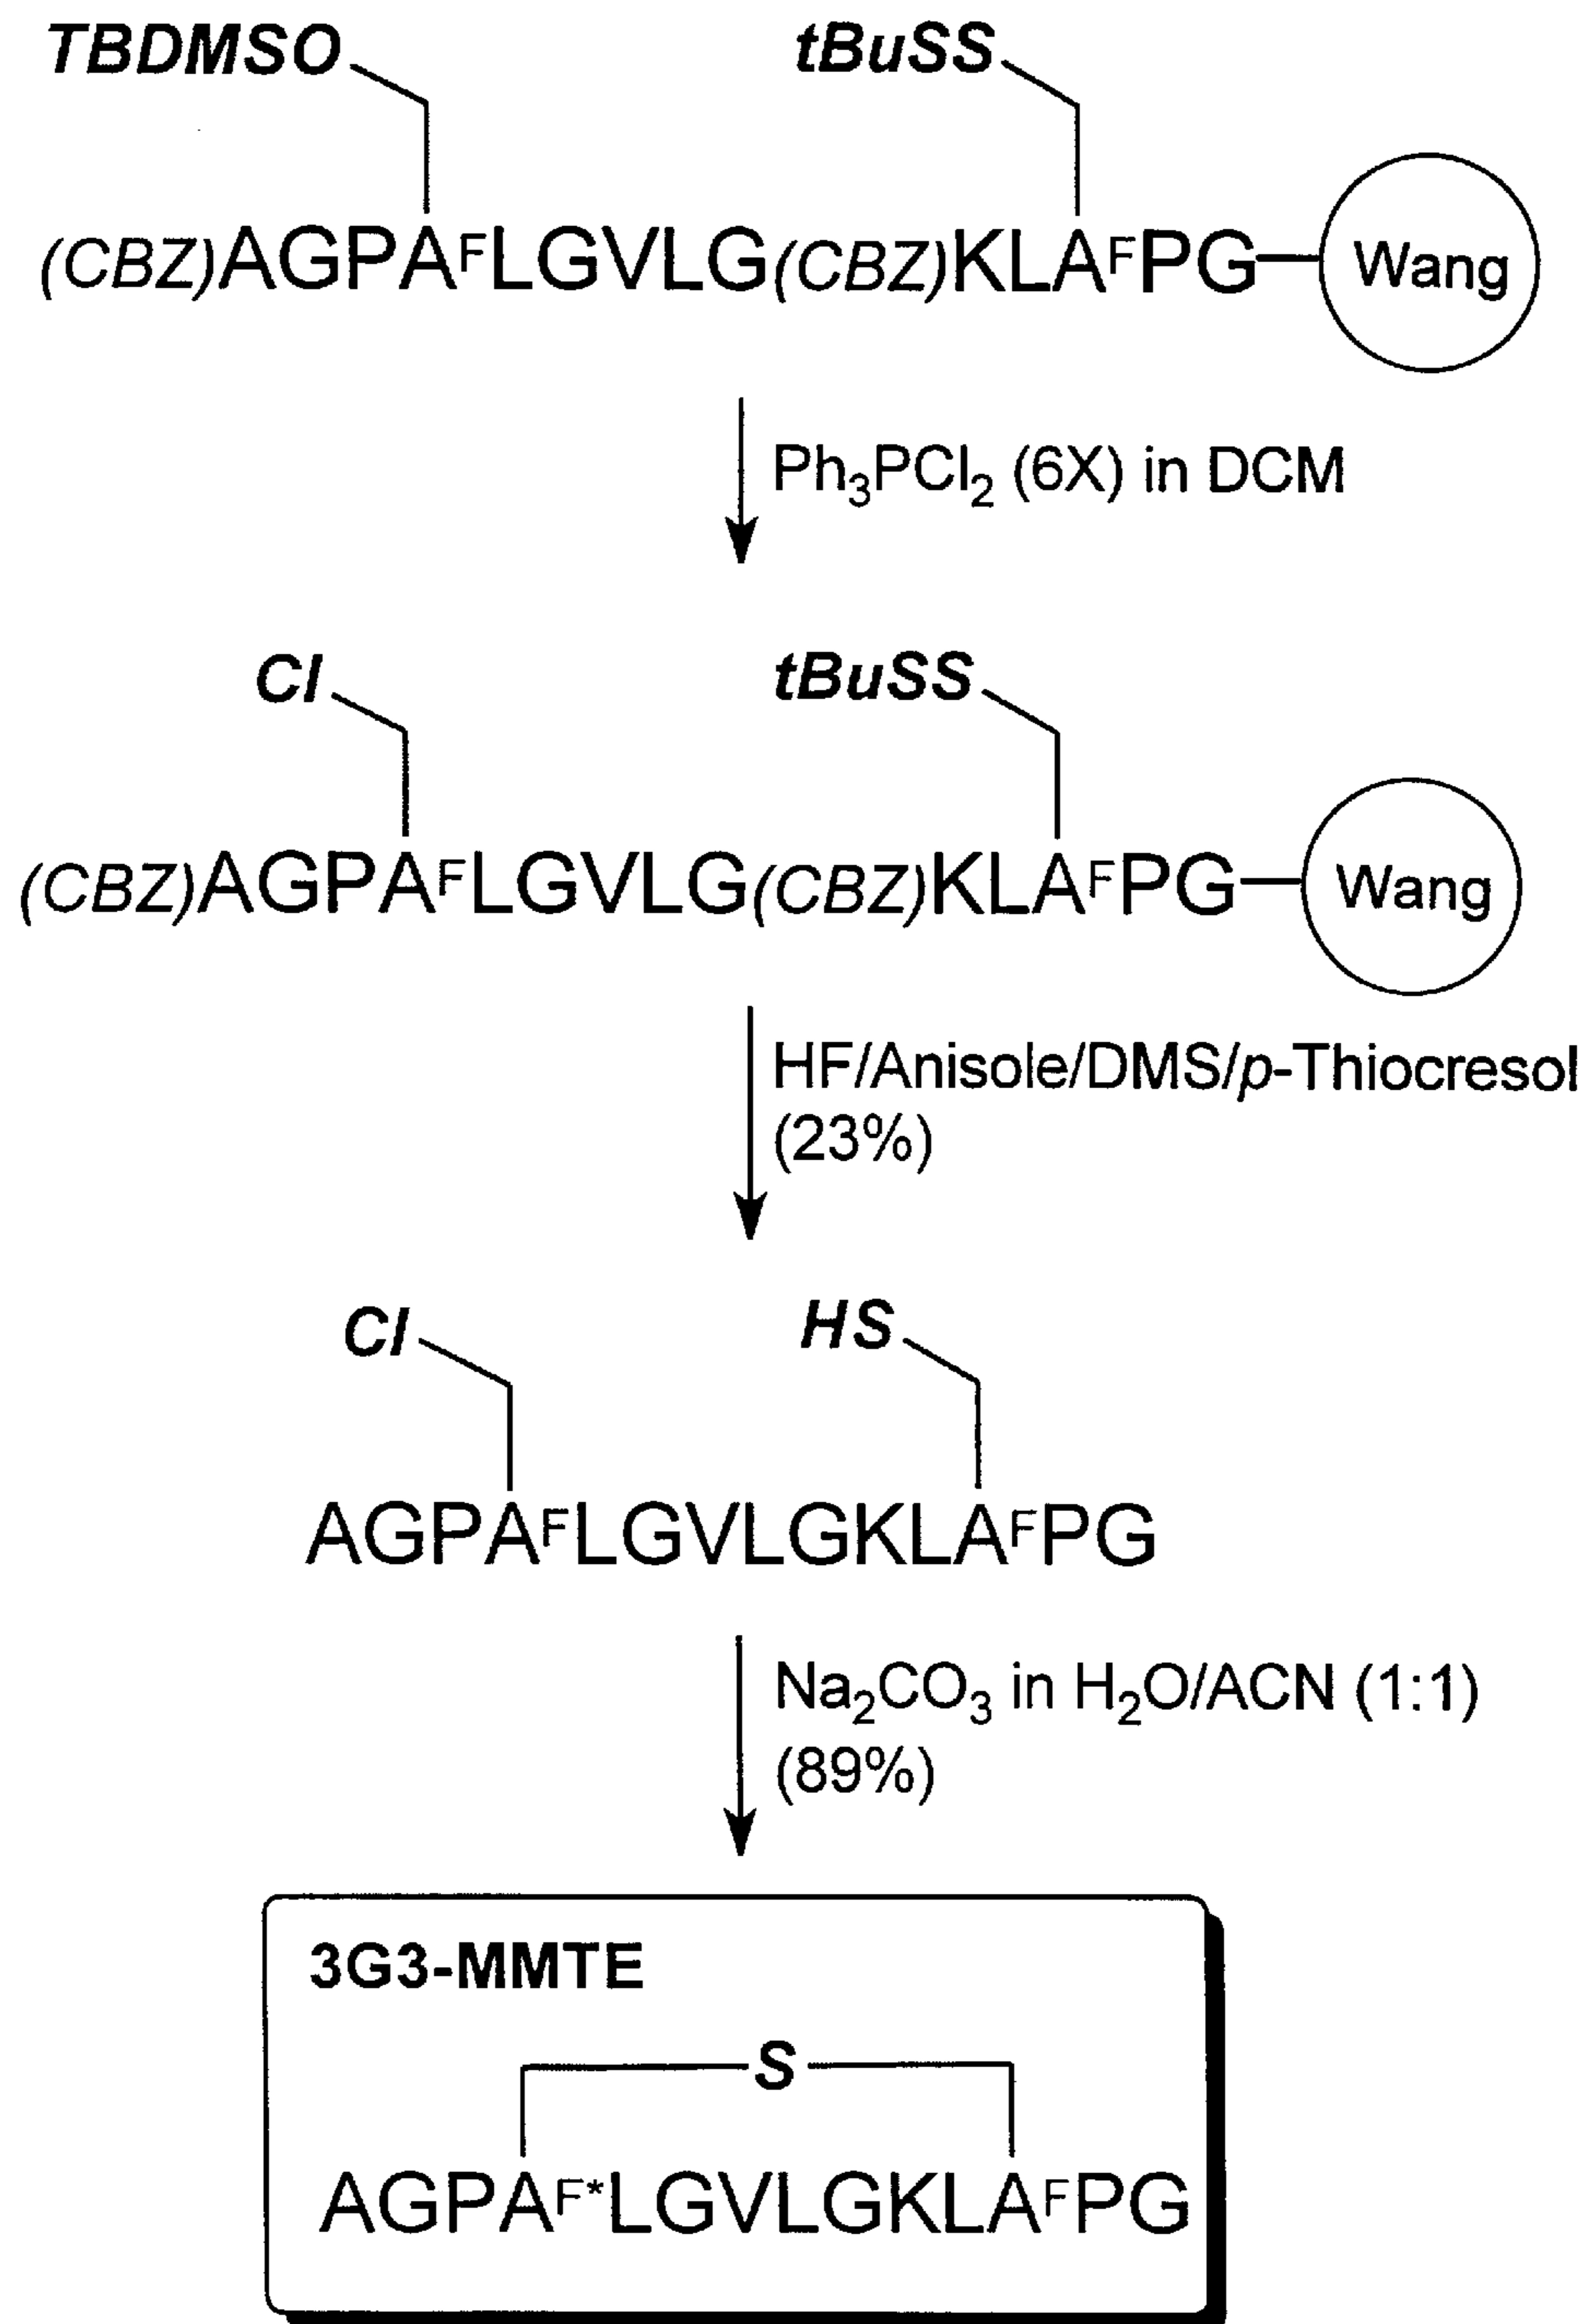 TBDMSO tBuSS
(CBZ)AGPAFLGVLG(CBZ)KLAFPG Wang
Ph3PCl2 (6X) in DCM
Cl tBuSS
(CBZ)AGPAFLGVLG(CBZ)KLAFPG Wang
HF/Anisole/DMS/p-Thiocresol
(23%)
Cl HS
AGPAFLGVLGKLAFPG
Na2CO3 in H2O/ACN (1:1)
(89%)
3G3-MMTE
S
AGPAF*LGVLGKLAFPG